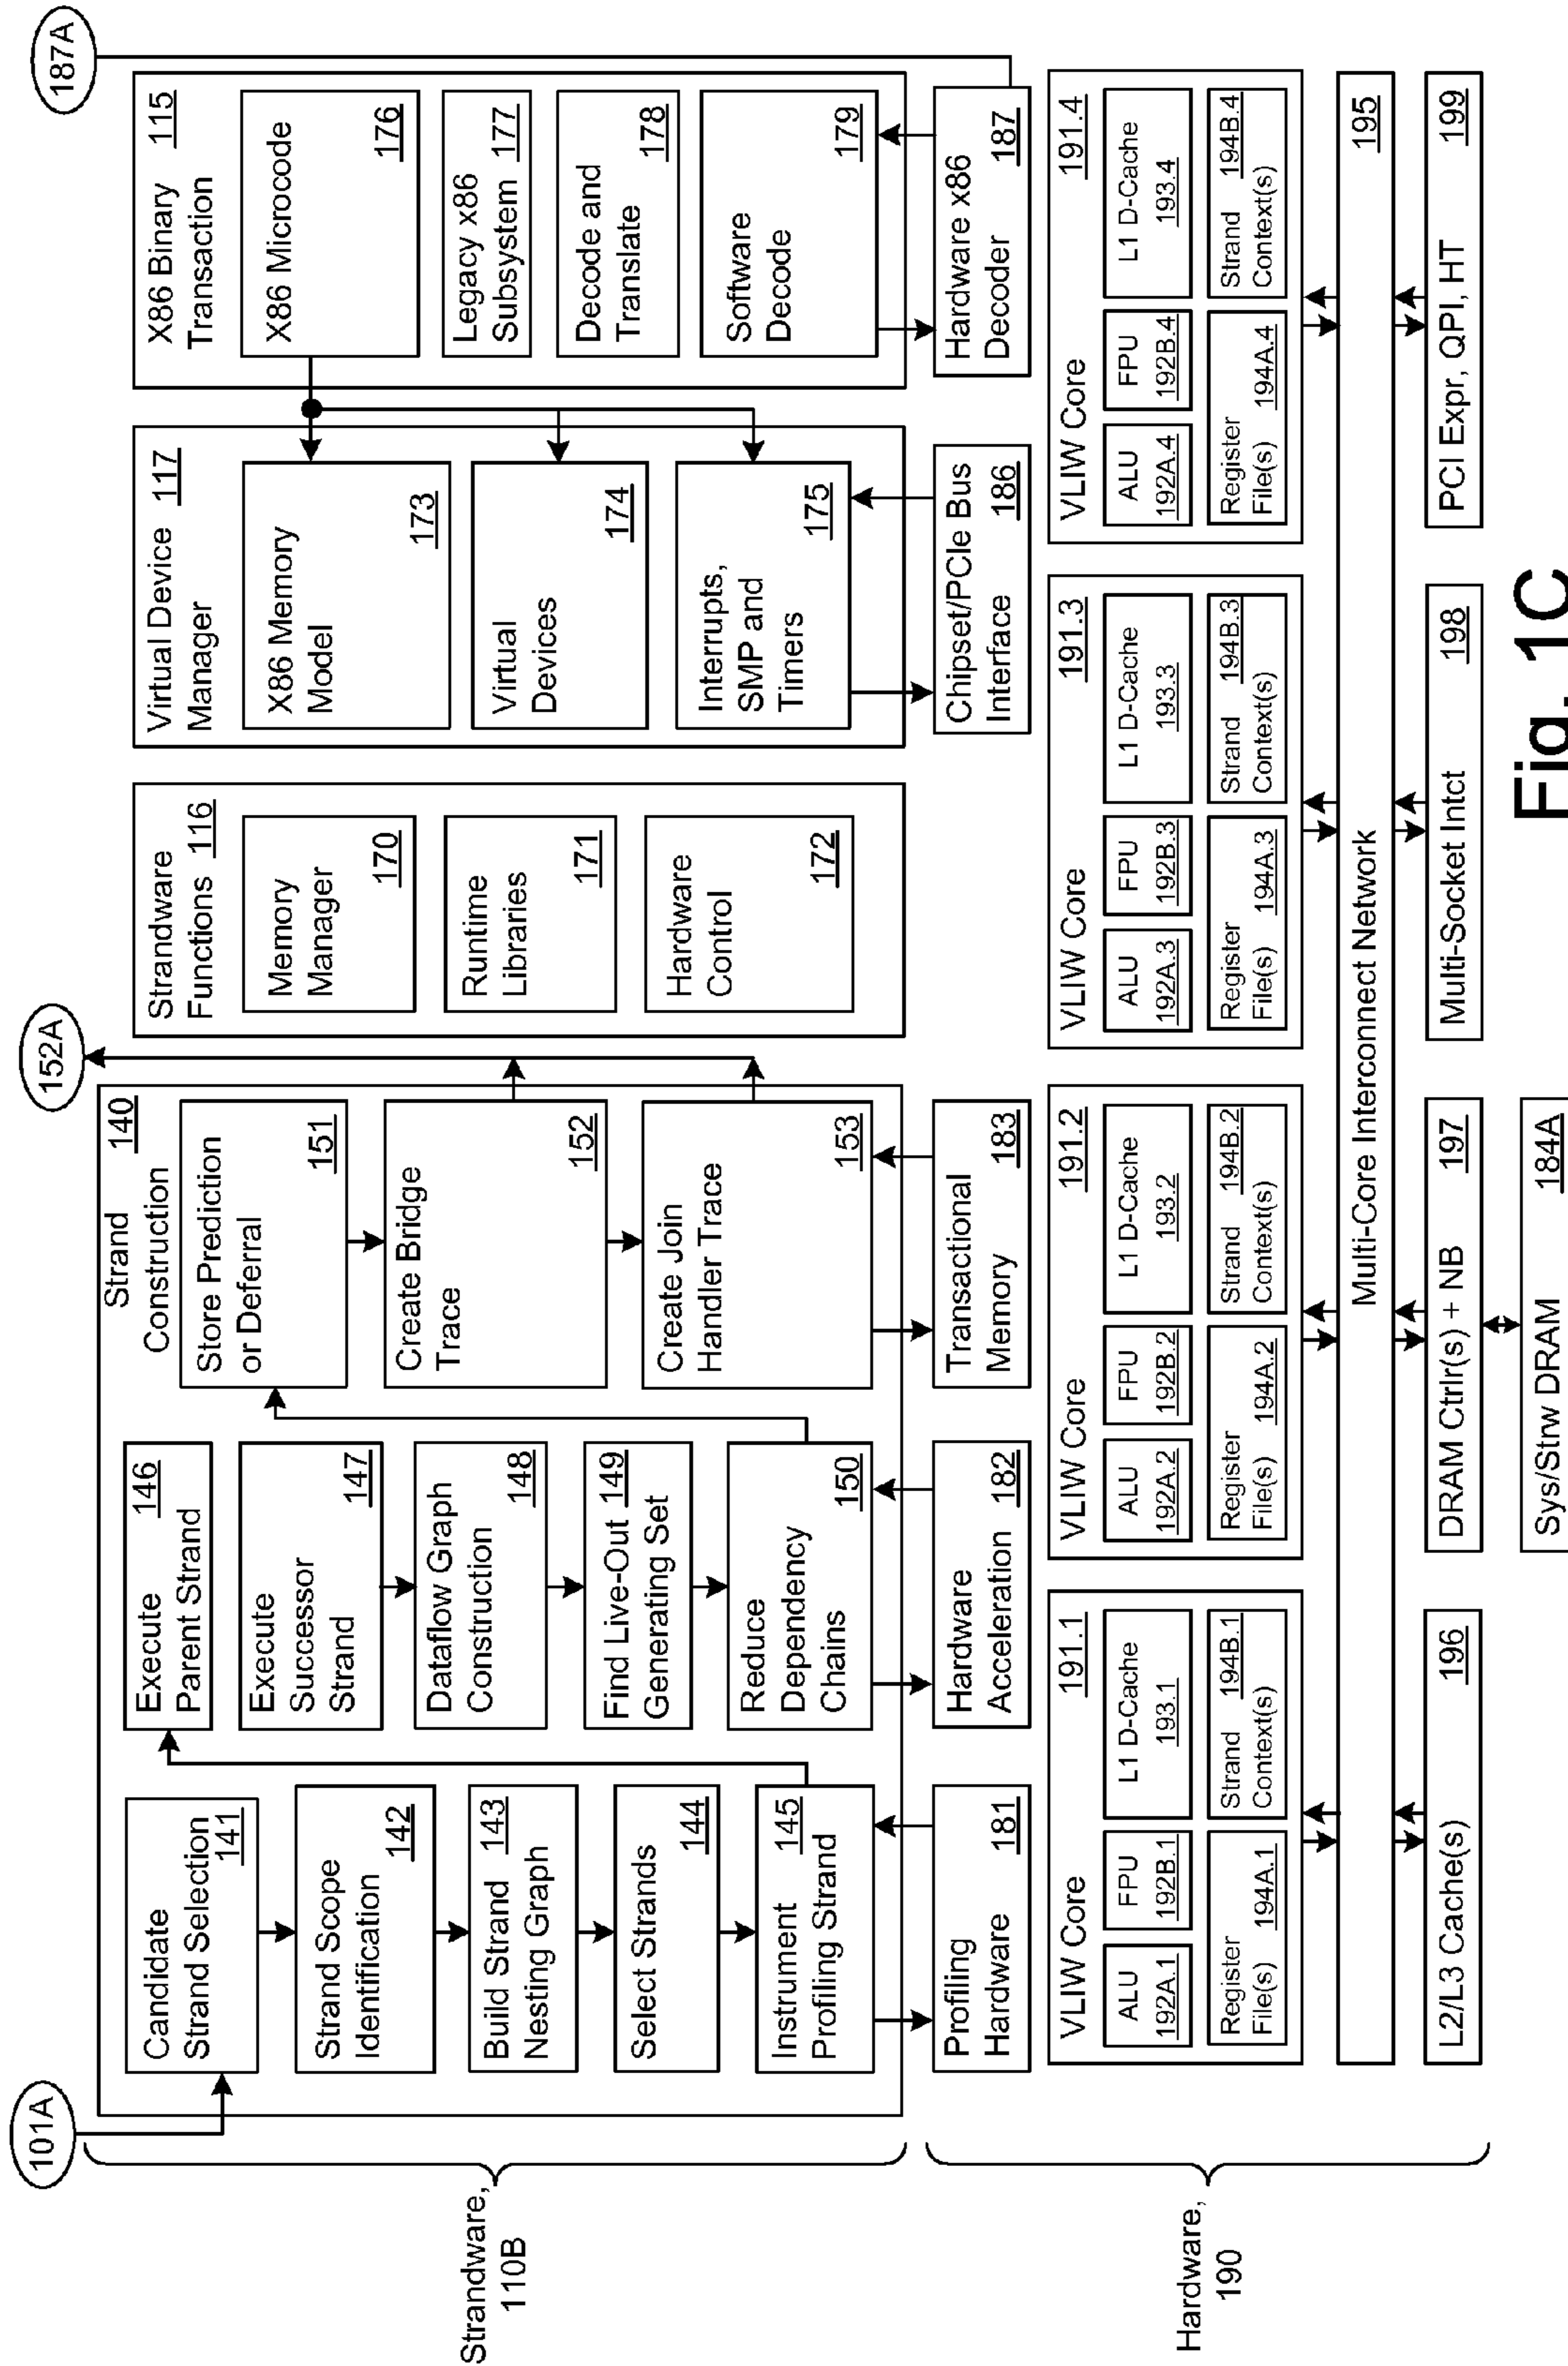 101A
152A
187A
Strandware,
110B
Strand
Construction
140
Candidate
Strand Selection
141
Strand Scope
Identification
142
Build Strand 143
Nesting Graph
Select Strands
144
Instrument 145
Profiling Strand
Execute 146
Parent Strand
Execute
Successor
Strand
147
Dataflow Graph
Construction 148
Find Live-Out 149
Generating Set
Reduce
Dependency
Chains 150
Store Prediction
or Deferral 151
Create Bridge
Trace 152
Create Join
Handler Trace
153
Strandware
Functions 116
Memory
Manager
170
Runtime
Libraries
171
Hardware
Control
172
Virtual Device 117
Manager
X86 Memory
Model 173
Virtual
Devices 174
Interrupts,
SMP and
Timers 175
X86 Binary 115
Transaction
X86 Microcode
176
Legacy x86
Subsystem 177
Decode and
Translate 178
Software
Decode 179
Hardware,
190
Profiling
Hardware 181
Hardware
Acceleration 182
Transactional
Memory 183
Chipset/PCIe Bus
Interface 186
Hardware x86
Decoder 187
VLIW Core 191.1
ALU
192A.1
FPU
192B.1
L1 D-Cache
193.1
Register
File(s) 194A.1
Strand 194B.1
Context(s)
VLIW Core 191.2
ALU
192A.2
FPU
192B.2
L1 D-Cache
193.2
Register
File(s) 194A.2
Strand 194B.2
Context(s)
VLIW Core 191.3
ALU
192A.3
FPU
192B.3
L1 D-Cache
193.3
Register
File(s) 194A.3
Strand 194B.3
Context(s)
VLIW Core 191.4
ALU
192A.4
FPU
192B.4
L1 D-Cache
193.4
Register
File(s) 194A.4
Strand 194B.4
Context(s)
Multi-Core Interconnect Network 195
L2/L3 Cache(s) 196
DRAM Ctrlr(s) + NB 197
Multi-Socket Intct 198
PCI Expr, QPI, HT 199
Sys/Strw DRAM 184A
Fig. 1C